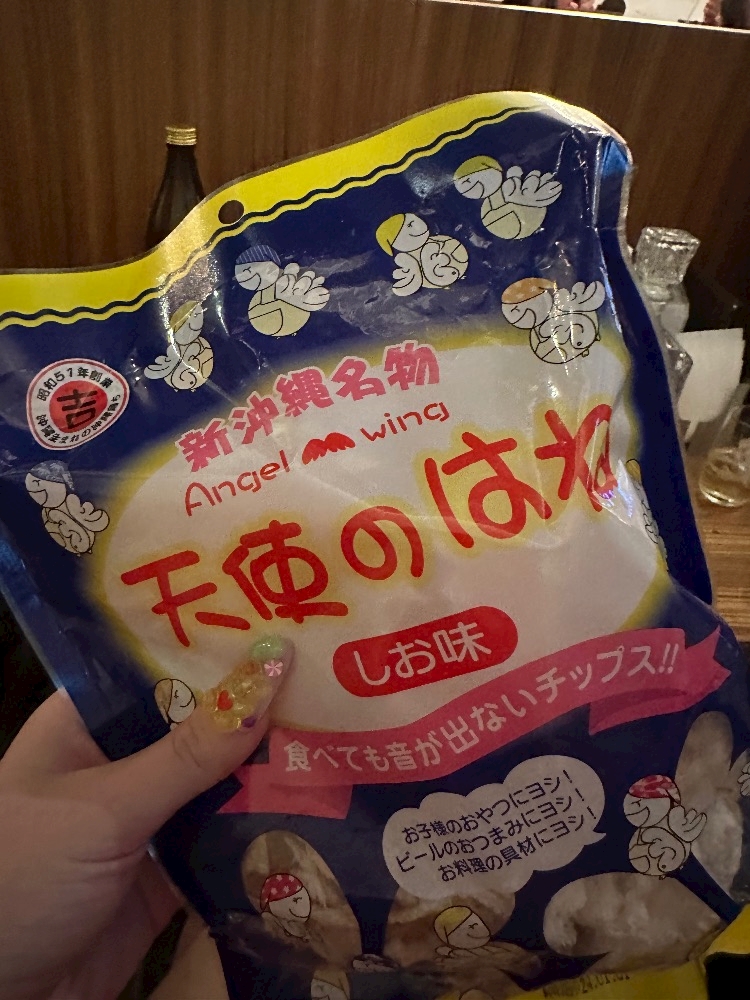 昭和51年創業
吉
新沖縄名物
Angel wing
天使のはね
しお味
食べても音が出ないチップス!!
お子様のおやつにヨシ!
ビールのおつまみにヨシ!
お料理の具材にヨシ!